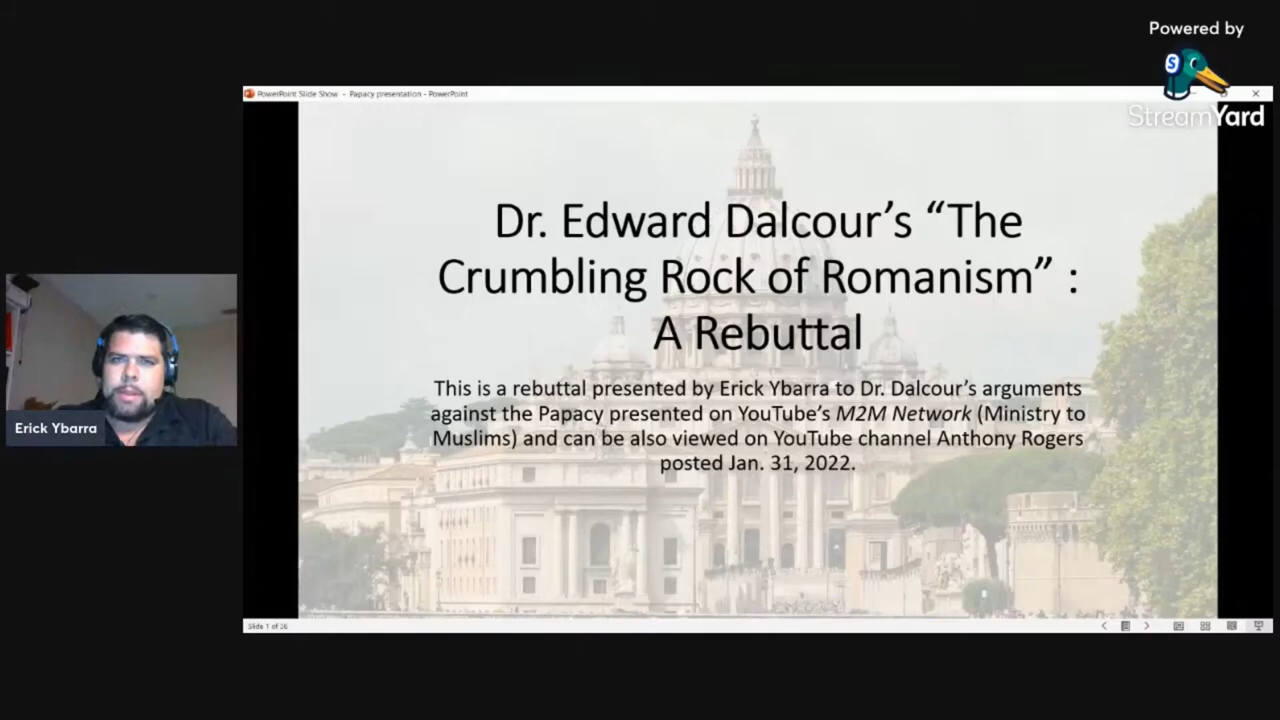 Powered by
StreamYard
PowerPoint Slide Show - Papacy presentation - PowerPoint
Dr. Edward Dalcour’s “The
Crumbling Rock of Romanism” :
A Rebuttal
This is a rebuttal presented by Erick Ybarra to Dr. Dalcour’s arguments
against the Papacy presented on YouTube’s M2M Network (Ministry to
Muslims) and can be also viewed on YouTube channel Anthony Rogers
posted Jan. 31, 2022.
Erick Ybarra
Slide 1 of 26